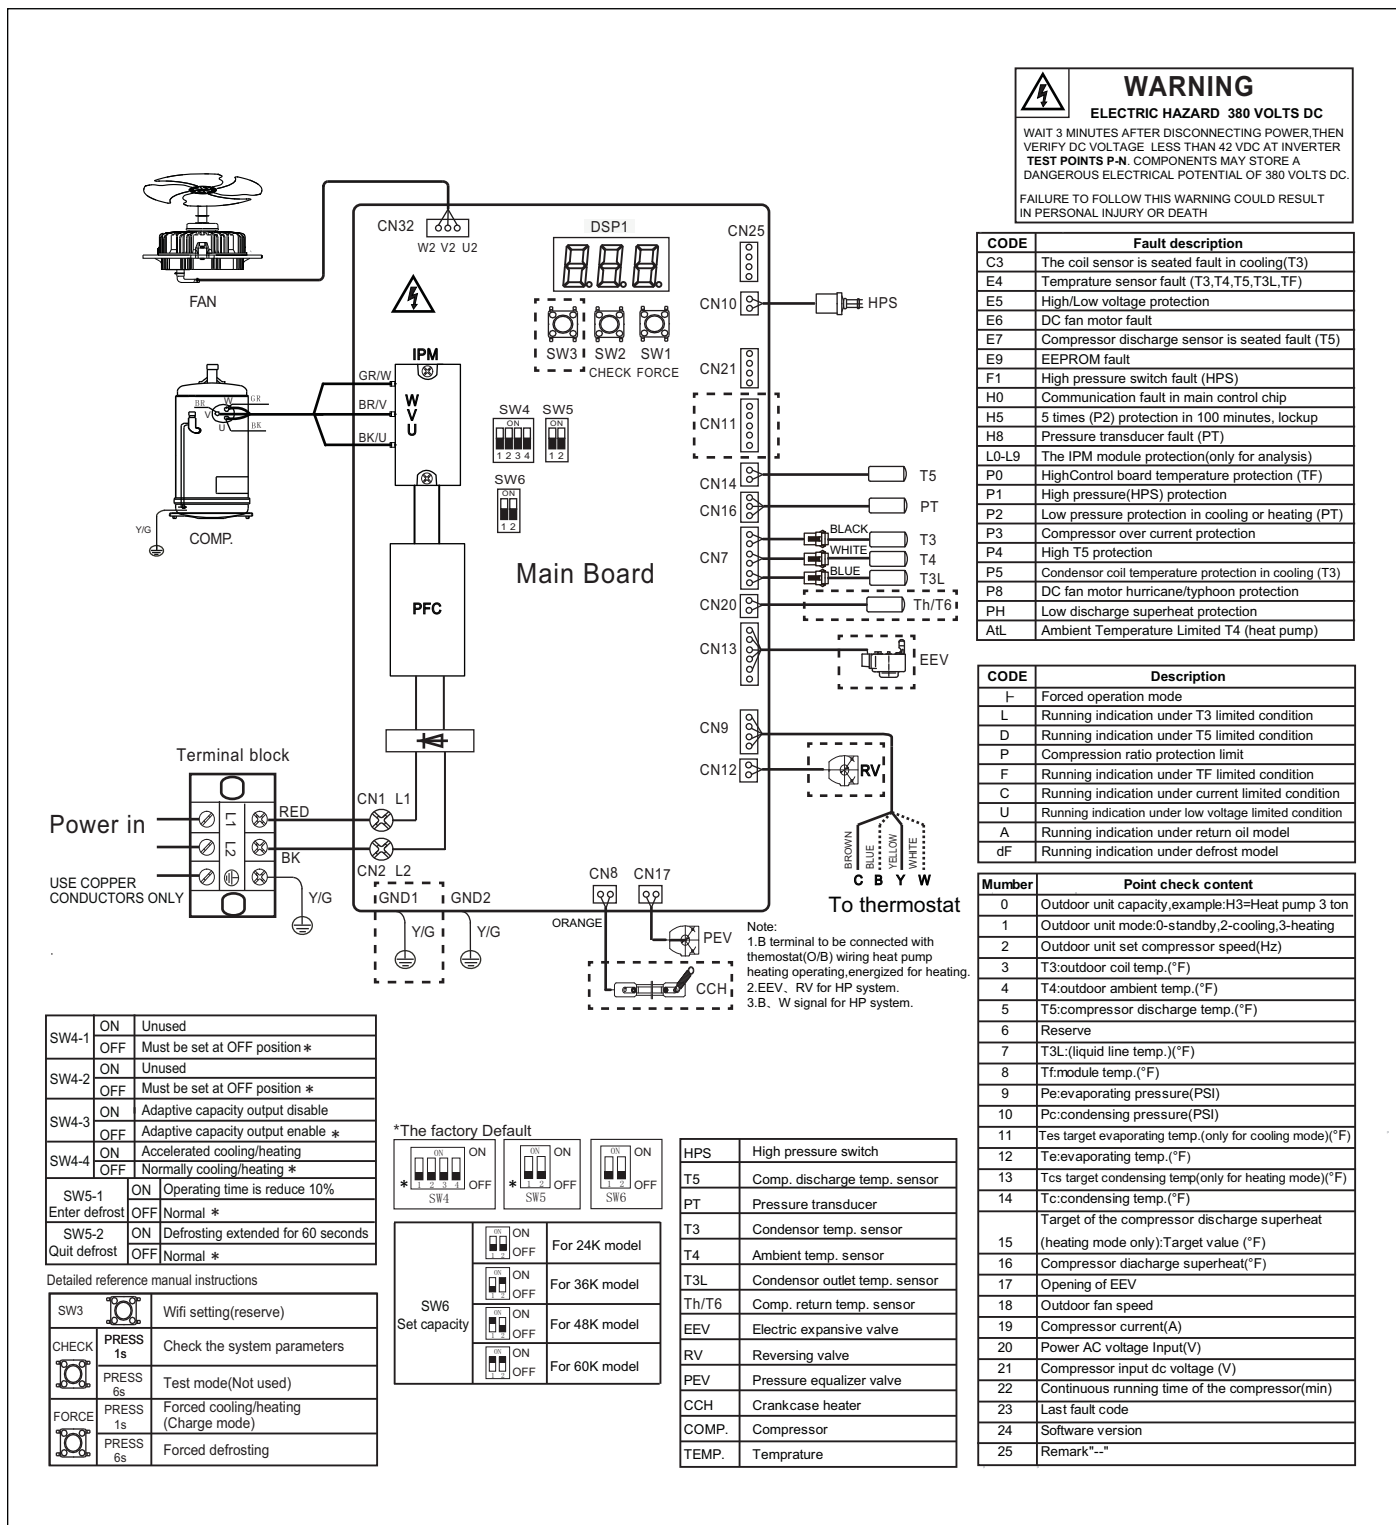 WARNING
ELECTRIC HAZARD 380 VOLTS DC
WAIT 3 MINUTES AFTER DISCONNECTING POWER,THEN
VERIFY DC VOLTAGE LESS THAN 42 VDC AT INVERTER
TEST POINTS P-N. COMPONENTS MAY STORE A
DANGEROUS ELECTRICAL POTENTIAL OF 380 VOLTS DC.
FAILURE TO FOLLOW THIS WARNING COULD RESULT
IN PERSONAL INJURY OR DEATH
FAN
CN32
W2 V2 U2
DSP1
CN25
CN10
HPS
SW3 SW2 SW1
CHECK FORCE
IPM
GR/W
BR/V
BK/U
W
V
U
BR
W
GR
V
U
BK
Y/G
COMP.
CN21
CN11
SW4 SW5
ON
1 2 3 4
1 2
SW6
ON
1 2
CN14
T5
CN16
PT
CN7
BLACK
T3
WHITE
T4
BLUE
T3L
Main Board
PFC
CN20
Th/T6
CN13
EEV
CN9
CN12
RV
BROWN
BLUE
YELLOW
WHITE
C B Y W
To thermostat
Terminal block
Power in
L1
L2
RED
BK
CN1 L1
CN2 L2
USE COPPER
CONDUCTORS ONLY
Y/G
GND1
GND2
Y/G
Y/G
CN8 CN17
ORANGE
PEV
CCH
Note:
1.B terminal to be connected with
themostat(O/B) wiring heat pump
heating operating,energized for heating.
2.EEV、RV for HP system.
3.B、W signal for HP system.
CODE Fault description
C3 The coil sensor is seated fault in cooling(T3)
E4 Temprature sensor fault (T3,T4,T5,T3L,TF)
E5 High/Low voltage protection
E6 DC fan motor fault
E7 Compressor discharge sensor is seated fault (T5)
E9 EEPROM fault
F1 High pressure switch fault (HPS)
H0 Communication fault in main control chip
H5 5 times (P2) protection in 100 minutes, lockup
H8 Pressure transducer fault (PT)
L0-L9 The IPM module protection(only for analysis)
P0 HighControl board temperature protection (TF)
P1 High pressure(HPS) protection
P2 Low pressure protection in cooling or heating (PT)
P3 Compressor over current protection
P4 High T5 protection
P5 Condensor coil temperature protection in cooling (T3)
P8 DC fan motor hurricane/typhoon protection
PH Low discharge superheat protection
AtL Ambient Temperature Limited T4 (heat pump)
CODE Description
⊢ Forced operation mode
L Running indication under T3 limited condition
D Running indication under T5 limited condition
P Compression ratio protection limit
F Running indication under TF limited condition
C Running indication under current limited condition
U Running indication under low voltage limited condition
A Running indication under return oil model
dF Running indication under defrost model
Mumber Point check content
0 Outdoor unit capacity,example:H3=Heat pump 3 ton
1 Outdoor unit mode:0-standby,2-cooling,3-heating
2 Outdoor unit set compressor speed(Hz)
3 T3:outdoor coil temp.(°F)
4 T4:outdoor ambient temp.(°F)
5 T5:compressor discharge temp.(°F)
6 Reserve
7 T3L:(liquid line temp.)(°F)
8 Tf:module temp.(°F)
9 Pe:evaporating pressure(PSI)
10 Pc:condensing pressure(PSI)
11 Tes target evaporating temp.(only for cooling mode)(°F)
12 Te:evaporating temp.(°F)
13 Tcs target condensing temp(only for heating mode)(°F)
14 Tc:condensing temp.(°F)
Target of the compressor discharge superheat
15 (heating mode only):Target value (°F)
16 Compressor diacharge superheat(°F)
17 Opening of EEV
18 Outdoor fan speed
19 Compressor current(A)
20 Power AC voltage Input(V)
21 Compressor input dc voltage (V)
22 Continuous running time of the compressor(min)
23 Last fault code
24 Software version
25 Remark"--"
SW4-1 ON Unused
OFF Must be set at OFF position *
SW4-2 ON Unused
OFF Must be set at OFF position *
SW4-3 ON Adaptive capacity output disable
OFF Adaptive capacity output enable *
SW4-4 ON Accelerated cooling/heating
OFF Normally cooling/heating *
SW5-1 Enter defrost ON Operating time is reduce 10%
OFF Normal *
SW5-2 Quit defrost ON Defrosting extended for 60 seconds
OFF Normal *
Detailed reference manual instructions
SW3 Wifi setting(reserve)
CHECK PRESS 1s Check the system parameters
PRESS 6s Test mode(Not used)
FORCE PRESS 1s Forced cooling/heating
(Charge mode)
PRESS 6s Forced defrosting
*The factory Default
ON
1 2 3 4
ON
* OFF
SW4
ON
1 2
ON
* OFF
SW5
ON
1 2
ON
OFF
SW6
SW6
Set capacity
ON 1 2 ON OFF For 24K model
ON 1 2 ON OFF For 36K model
ON 1 2 ON OFF For 48K model
ON 1 2 ON OFF For 60K model
HPS High pressure switch
T5 Comp. discharge temp. sensor
PT Pressure transducer
T3 Condensor temp. sensor
T4 Ambient temp. sensor
T3L Condensor outlet temp. sensor
Th/T6 Comp. return temp. sensor
EEV Electric expansive valve
RV Reversing valve
PEV Pressure equalizer valve
CCH Crankcase heater
COMP. Compressor
TEMP. Temprature